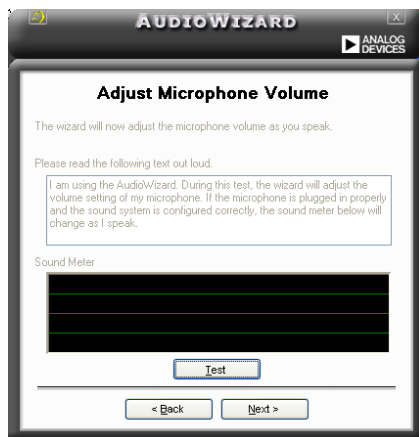 AUDIOWIZARD
X
ANALOG
DEVICES
Adjust Microphone Volume
The wizard will now adjust the microphone volume as you speak.
Please read the following text out loud.
I am using the AudioWizard. During this test, the wizard will adjust the
volume setting of my microphone. If the microphone is plugged in properly
and the sound system is configured correctly, the sound meter below will
change as I speak.
Sound Meter
Test
< Back
Next >